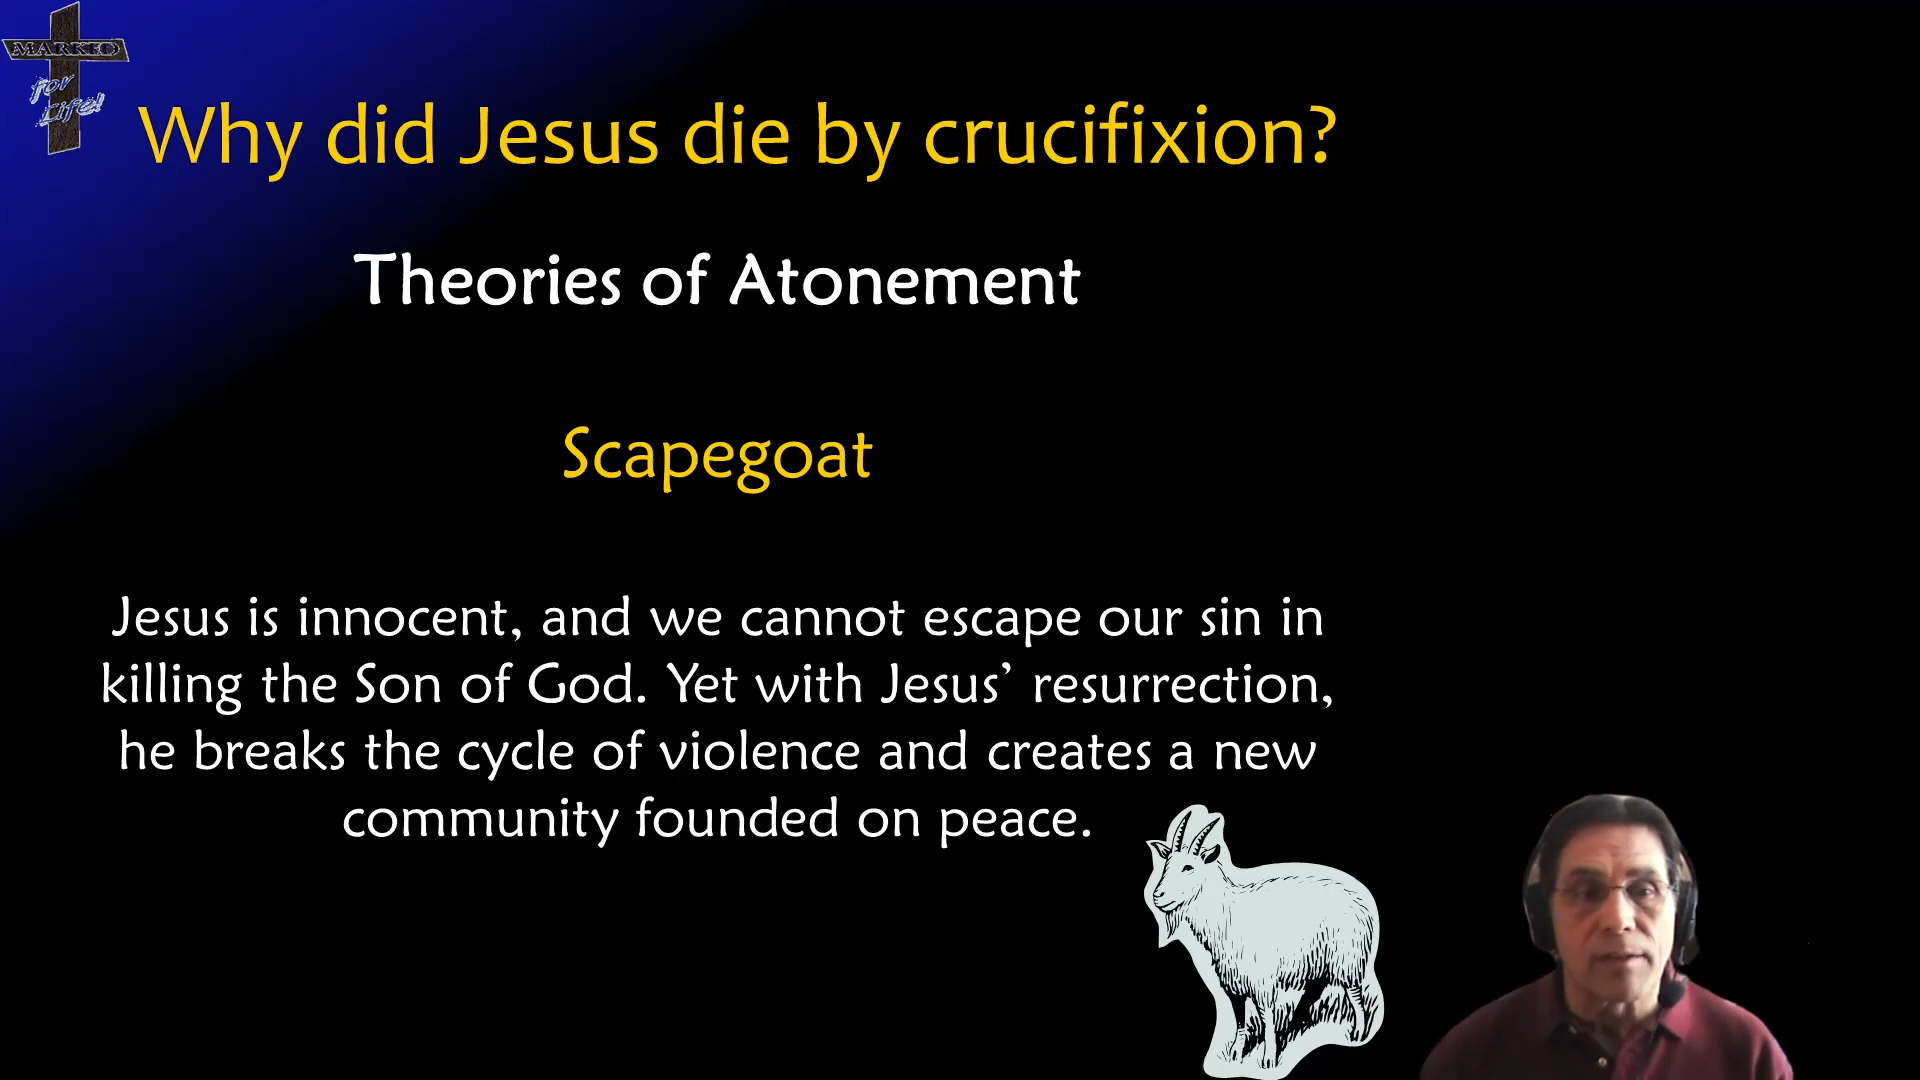 MARKED
for
Life!
Why did Jesus die by crucifixion?
Theories of Atonement
Scapegoat
Jesus is innocent, and we cannot escape our sin in
killing the Son of God. Yet with Jesus’ resurrection,
he breaks the cycle of violence and creates a new
community founded on peace.